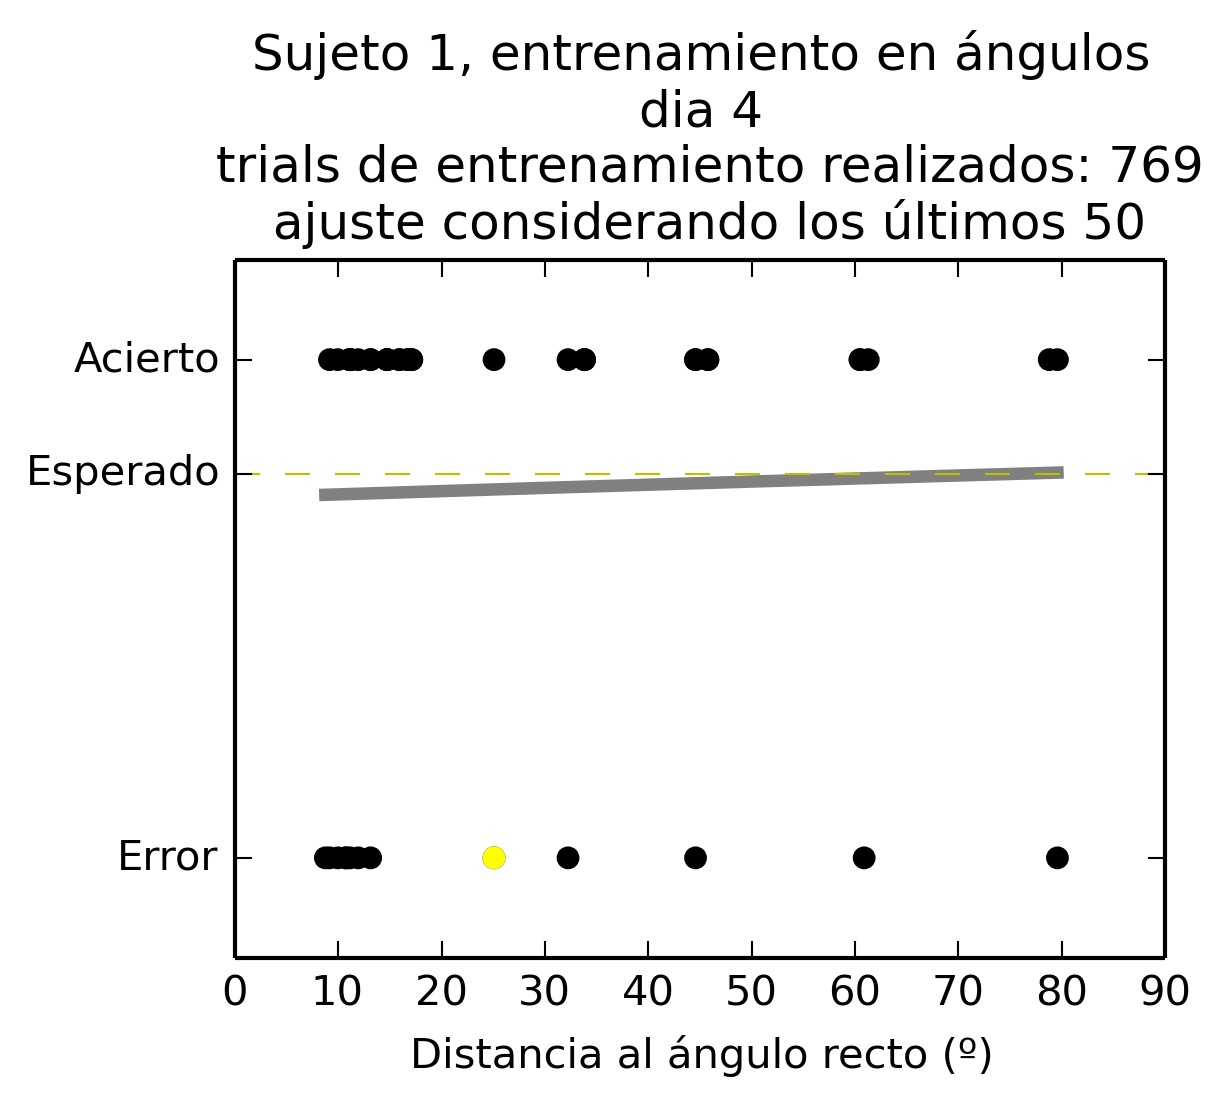 Sujeto 1, entrenamiento en ángulos
dia 4
trials de entrenamiento realizados: 769
ajuste considerando los últimos 50
Acierto
Esperado
Error
0 10 20 30 40 50 60 70 80 90
Distancia al ángulo recto (º)